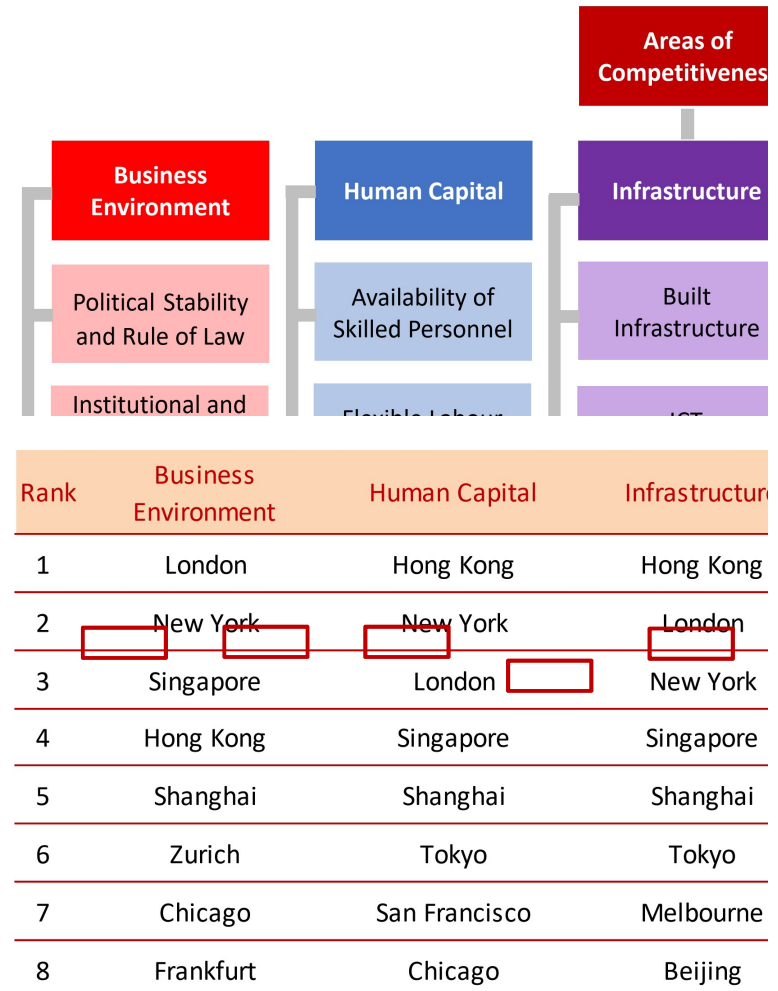 Areas of
Competitivenes
Business
Environment
Human Capital
Infrastructure
Political Stability
and Rule of Law
Availability of
Skilled Personnel
Built
Infrastructure
Institutional and
Flexible Labour
ICT
Rank
Business
Environment
Human Capital
Infrastructure
1 London Hong Kong Hong Kong
2 New York New York London
3 Singapore London New York
4 Hong Kong Singapore Singapore
5 Shanghai Shanghai Shanghai
6 Zurich Tokyo Tokyo
7 Chicago San Francisco Melbourne
8 Frankfurt Chicago Beijing